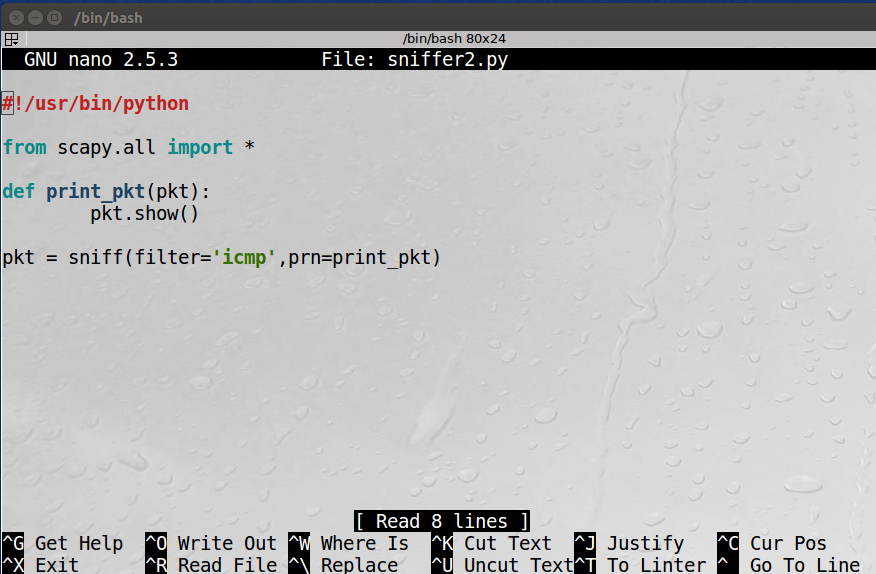 /bin/bash
/bin/bash 80x24
GNU nano 2.5.3 File: sniffer2.py
#!/usr/bin/python
from scapy.all import *
def print_pkt(pkt):
pkt.show()
pkt = sniff(filter='icmp',prn=print_pkt)
[ Read 8 lines ]
^G Get Help ^O Write Out ^W Where Is ^K Cut Text ^J Justify ^C Cur Pos
^X Exit ^R Read File ^\ Replace ^U Uncut Text ^T To Linter ^_ Go To Line